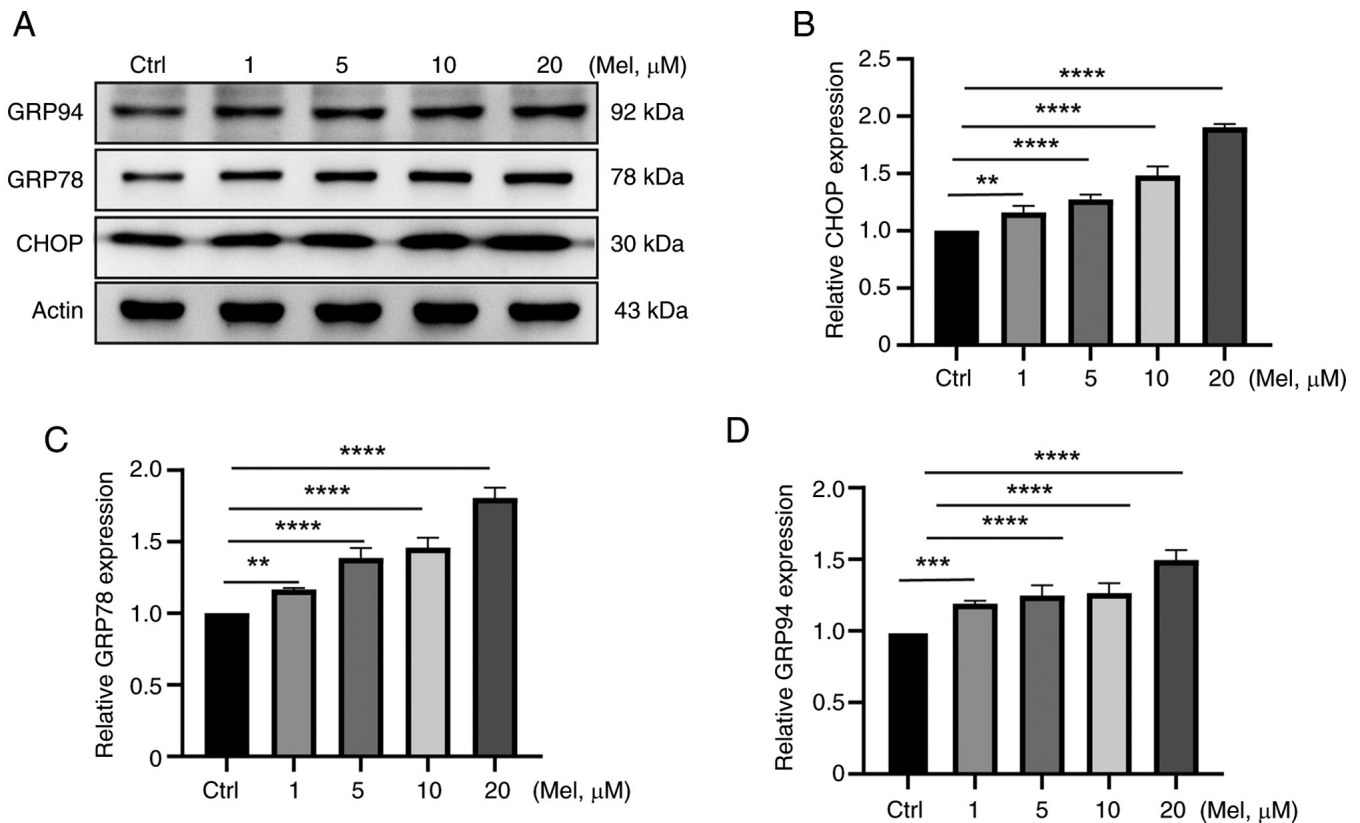 A
Ctrl 1 5 10 20 (Mel, μM)
GRP94 92 kDa
GRP78 78 kDa
CHOP 30 kDa
Actin 43 kDa
B
Relative CHOP expression
2.5
2.0
1.5
1.0
0.5
0
****
****
****
**
Ctrl 1 5 10 20 (Mel, μM)
C
Relative GRP78 expression
2.0
1.5
1.0
0.5
0
****
****
****
**
Ctrl 1 5 10 20 (Mel, μM)
D
Relative GRP94 expression
2.0
1.5
1.0
0.5
0
****
****
****
***
Ctrl 1 5 10 20 (Mel, μM)